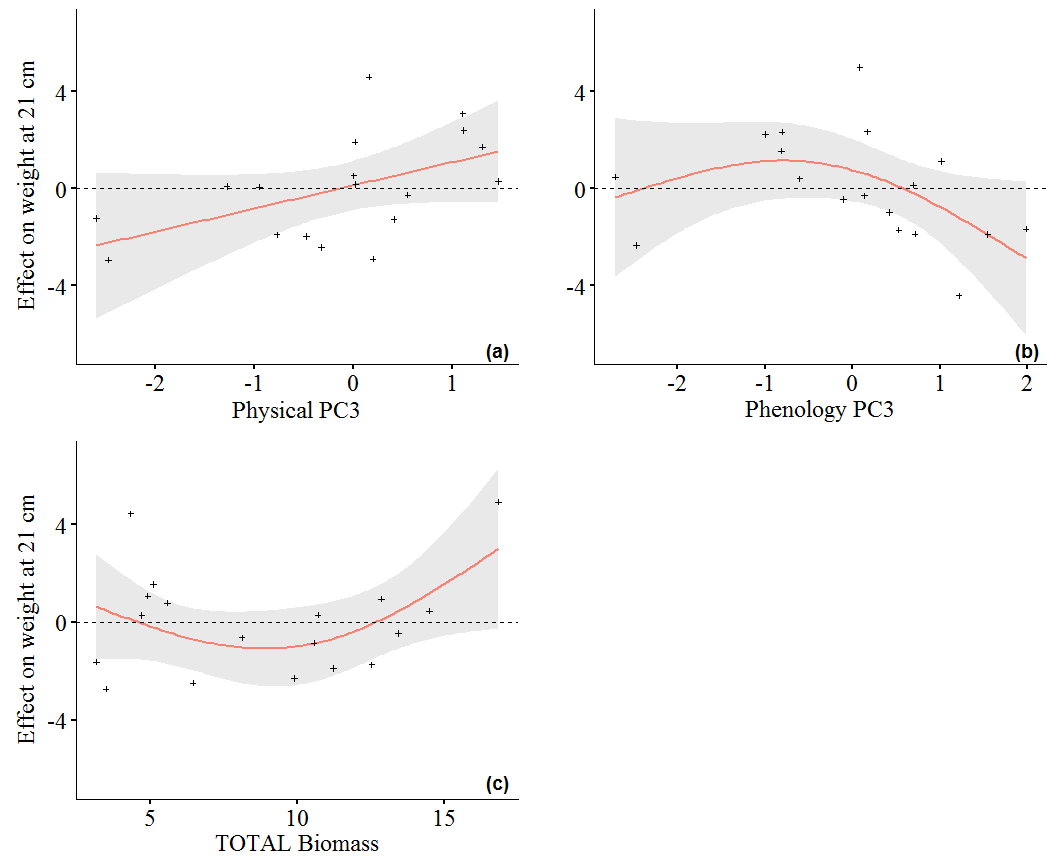 Effect on weight at 21 cm
4
0
-4
(a)
-2 -1 0 1
Physical PC3
4
0
-4
(b)
-2 -1 0 1 2
Phenology PC3
Effect on weight at 21 cm
4
0
-4
(c)
5 10 15
TOTAL Biomass